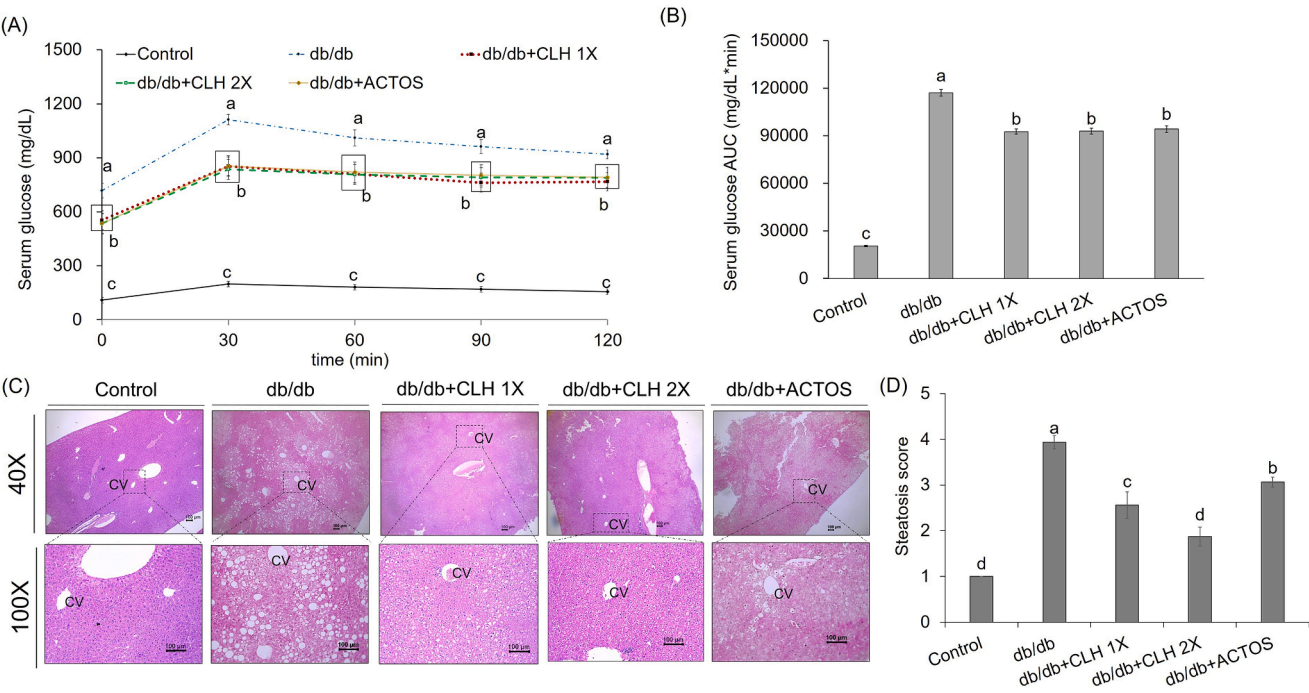 (A)
Serum glucose (mg/dL)
1500
1200
900
600
300
0
Control
db/db
db/db+CLH 1X
db/db+CLH 2X
db/db+ACTOS
a
a
a
a
a
b
b
b
b
b
c
c
c
c
c
0
30
60
90
120
time (min)
(B)
Serum glucose AUC (mg/dL*min)
150000
120000
90000
60000
30000
0
c
a
b
b
b
Control
db/db
db/db+CLH 1X
db/db+CLH 2X
db/db+ACTOS
(C)
Control
db/db
db/db+CLH 1X
db/db+CLH 2X
db/db+ACTOS
40X
CV
CV
CV
CV
CV
100X
CV
CV
CV
CV
CV
100 µm
100 µm
100 µm
100 µm
100 µm
(D)
Steatosis score
5
4
3
2
1
0
d
a
c
d
b
Control
db/db
db/db+CLH 1X
db/db+CLH 2X
db/db+ACTOS